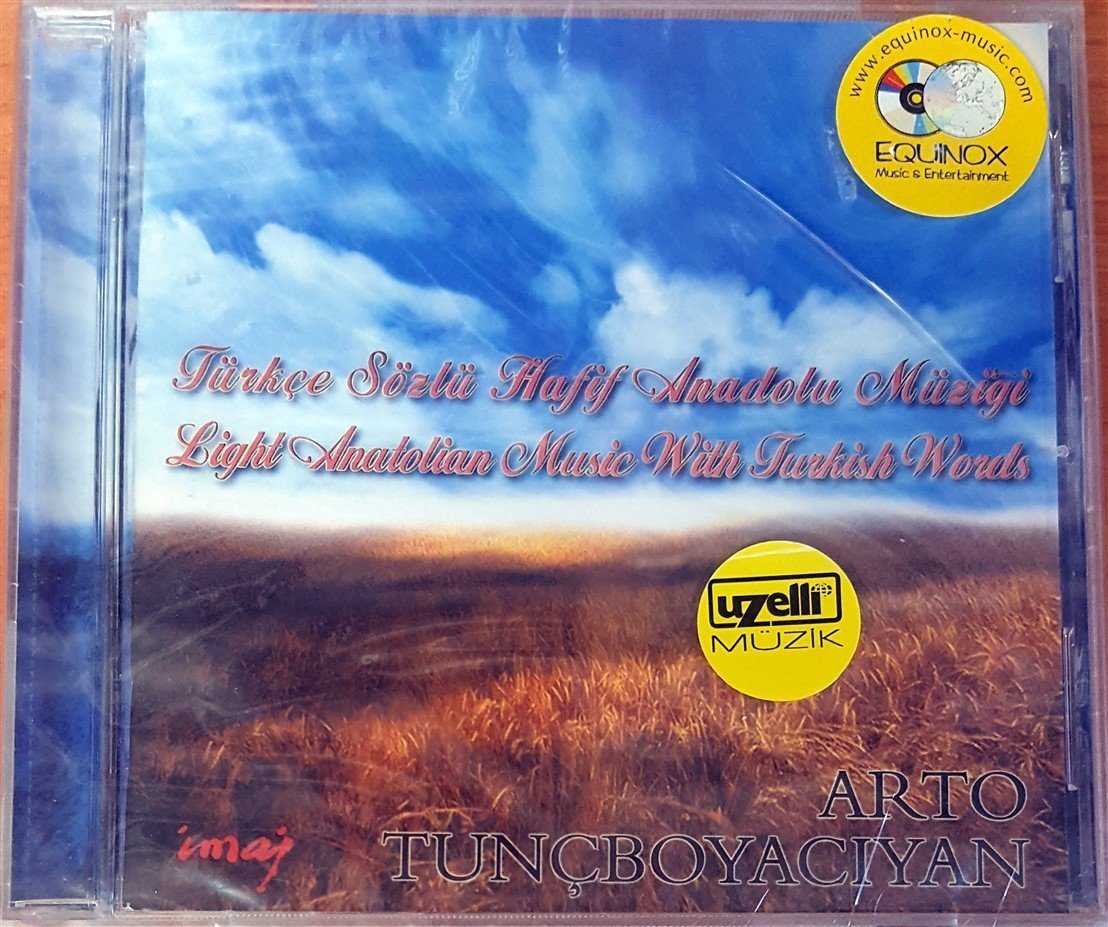 www.equinox-music.com
EQUINOX
Music & Entertainment
Türkçe Sözlü Hafif Anadolu Müziği
Light Anatolian Music With Turkish Words
uzelli
MÜZİK
ARTO
TUNÇBOYACIYAN
imaj